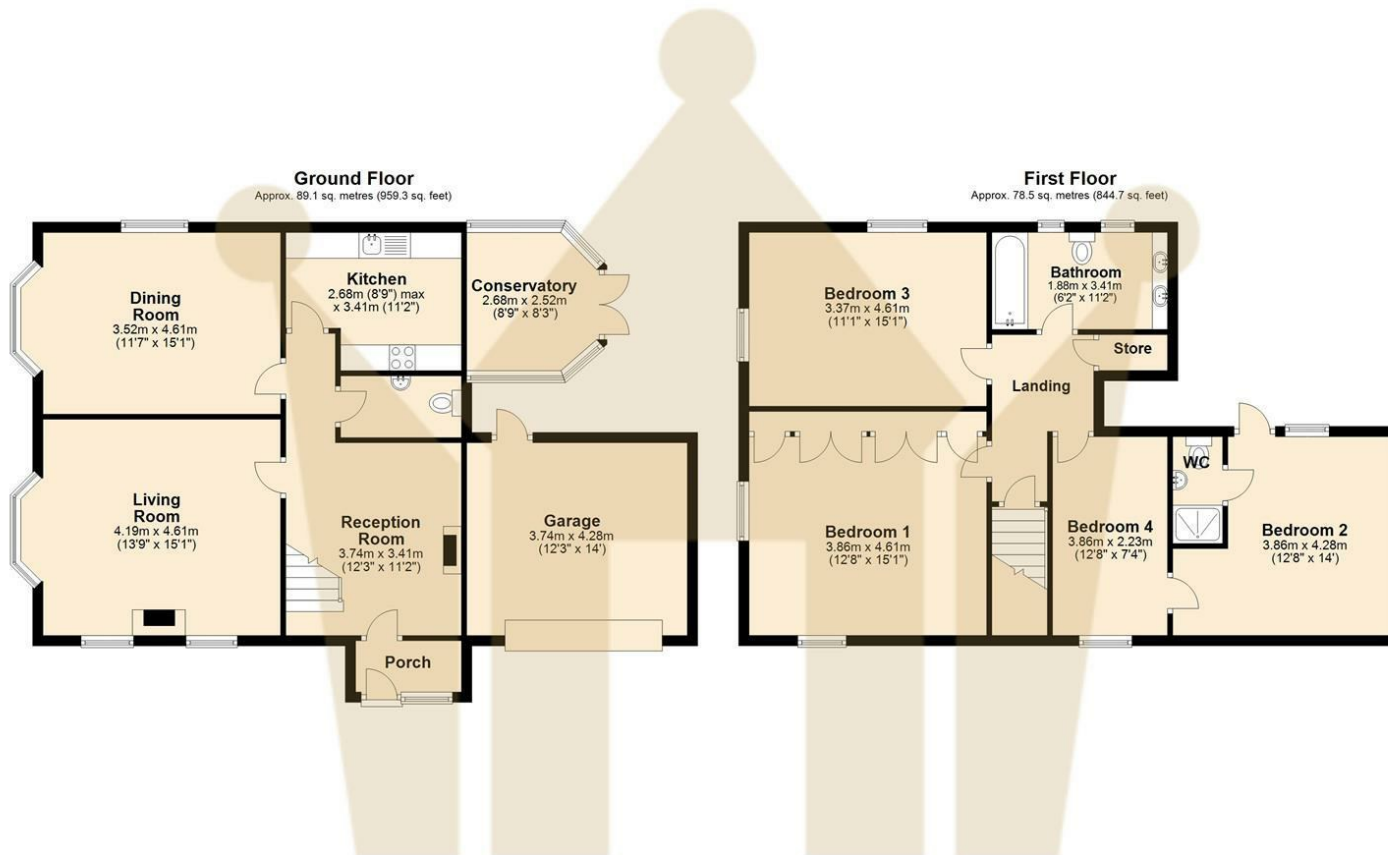 Ground Floor
Approx. 89.1 sq. metres (959.3 sq. feet)
Dining
Room
3.52m x 4.61m
(11'7" x 15'1")
Kitchen
2.68m (8'9") max
x 3.41m (11'2")
Conservatory
2.68m x 2.52m
(8'9" x 8'3")
Living
Room
4.19m x 4.61m
(13'9" x 15'1")
Reception
Room
3.74m x 3.41m
(12'3" x 11'2")
Garage
3.74m x 4.28m
(12'3" x 14')
Porch
First Floor
Approx. 78.5 sq. metres (844.7 sq. feet)
Bedroom 3
3.37m x 4.61m
(11'1" x 15'1")
Bathroom
1.88m x 3.41m
(6'2" x 11'2")
Store
Landing
Bedroom 1
3.86m x 4.61m
(12'8" x 15'1")
Bedroom 4
3.86m x 2.23m
(12'8" x 7'4")
WC
Bedroom 2
3.86m x 4.28m
(12'8" x 14')